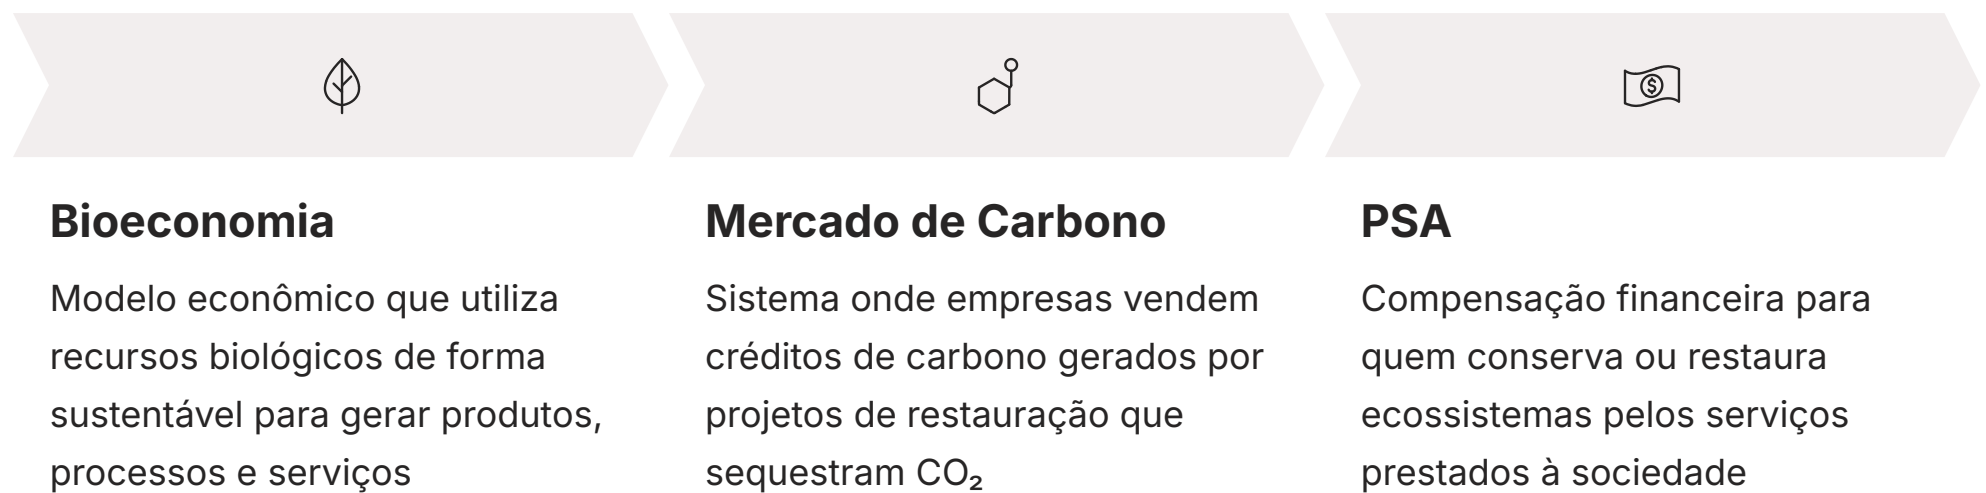 Bioeconomia
Modelo econômico que utiliza
recursos biológicos de forma
sustentável para gerar produtos,
processos e serviços
Mercado de Carbono
Sistema onde empresas vendem
créditos de carbono gerados por
projetos de restauração que
sequestram CO₂
PSA
Compensação financeira para
quem conserva ou restaura
ecossistemas pelos serviços
prestados à sociedade